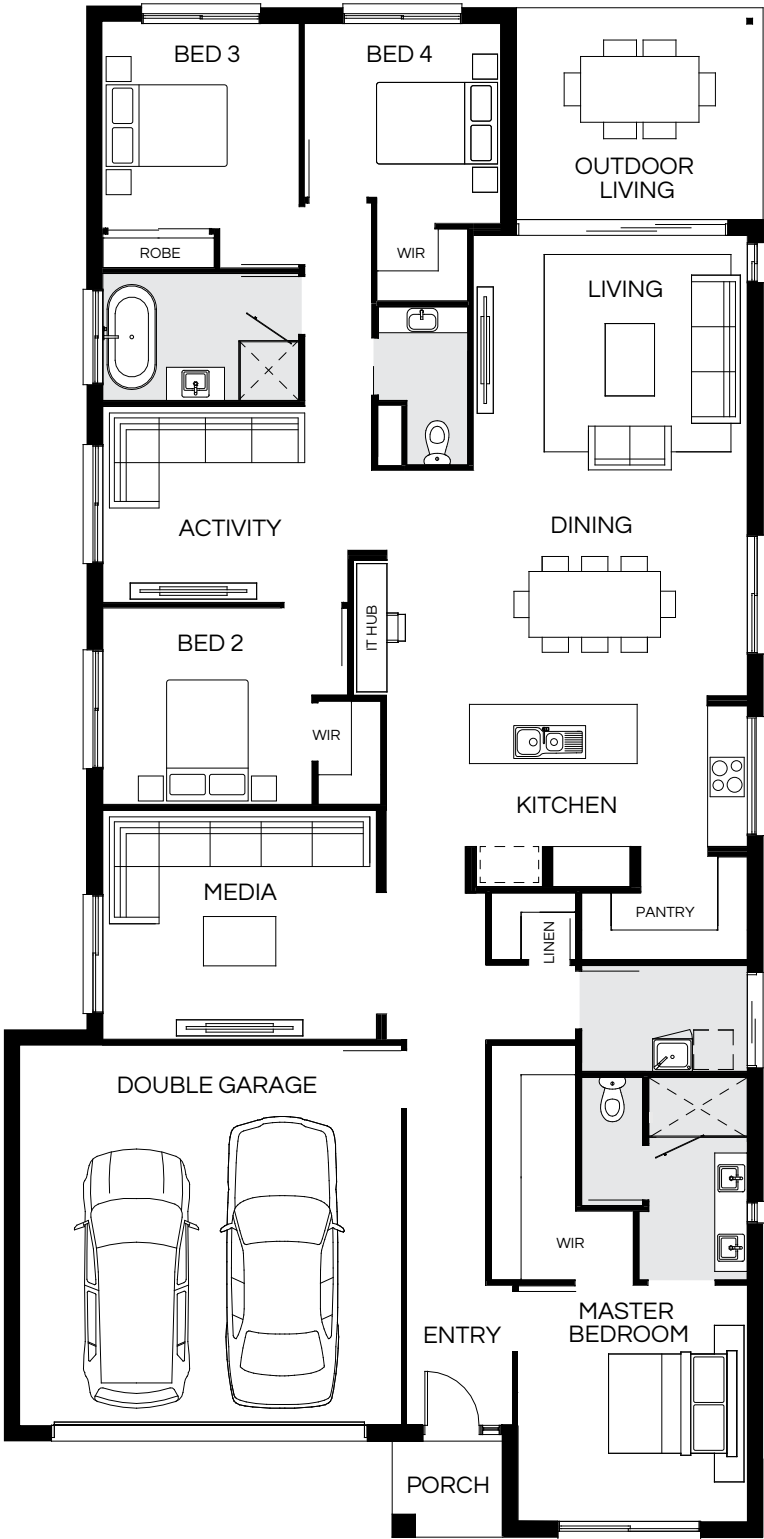 BED 3
BED 4
OUTDOOR
LIVING
ROBE
WIR
LIVING
ACTIVITY
DINING
IT HUB
BED 2
WIR
KITCHEN
MEDIA
PANTRY
LINEN
DOUBLE GARAGE
WIR
MASTER
BEDROOM
ENTRY
PORCH